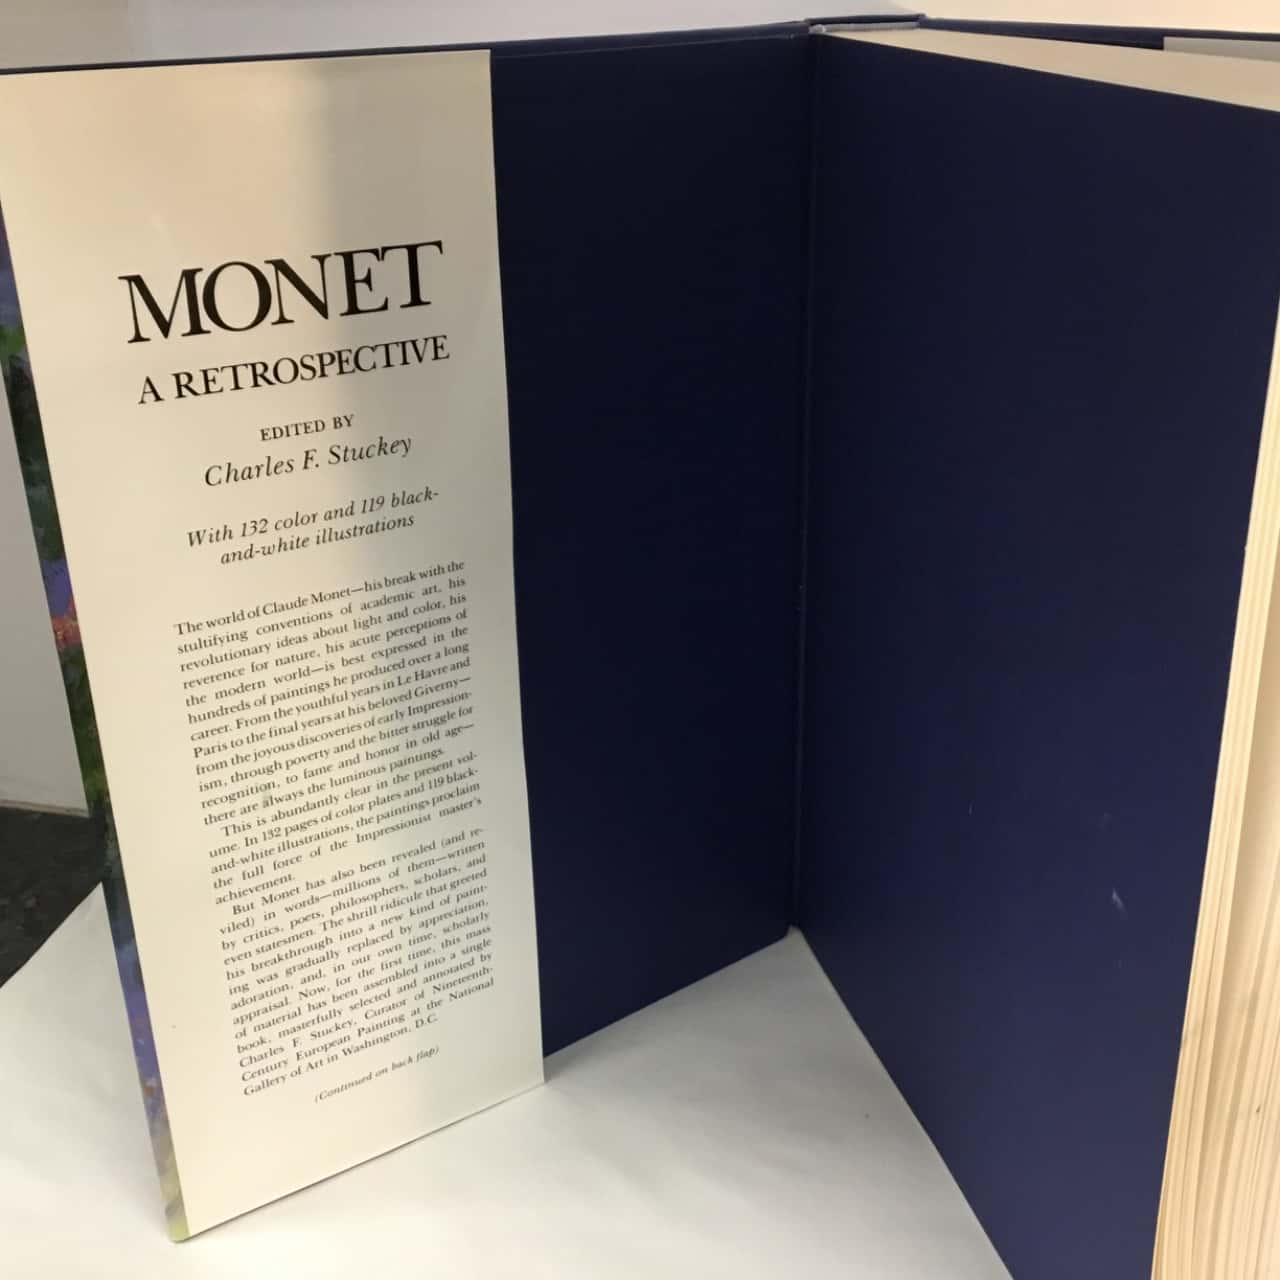 MONET
A RETROSPECTIVE
EDITED BY
Charles F. Stuckey
With 132 color and 119 black-
and-white illustrations
The world of Claude Monet—his break with the
stultifying conventions of academic art, his
revolutionary ideas about light and color, his
reverence for nature, his acute perceptions of
the modern world—is best expressed in the
hundreds of paintings he produced over a long
career. From the youthful years in Le Havre and
Paris to the final years at his beloved Giverny—
from the joyous discoveries of early Impression-
ism, through poverty and the bitter struggle for
recognition, to fame and honor in old age—
there are always the luminous paintings.
This is abundantly clear in the present vol-
ume. In 132 pages of color plates and 119 black-
and-white illustrations, the paintings proclaim
the full force of the Impressionist master's
achievement.
But Monet has also been revealed (and re-
viled) in words—millions of them—written
by critics, poets, philosophers, scholars, and
even statesmen. The shrill ridicule that greeted
his breakthrough into a new kind of paint-
ing was gradually replaced by appreciation,
adoration, and, in our own time, scholarly
appraisal. Now, for the first time, this mass
of material has been assembled into a single
book, masterfully selected and annotated by
Charles F. Stuckey, Curator of Nineteenth-
Century European Painting at the National
Gallery of Art in Washington, D.C.
(Continued on back flap)